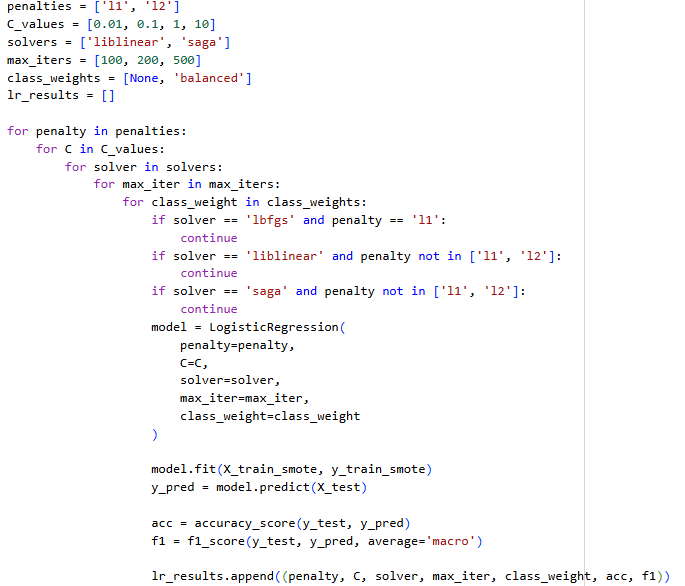 penalties = ['l1', 'l2']
C_values = [0.01, 0.1, 1, 10]
solvers = ['liblinear', 'saga']
max_iters = [100, 200, 500]
class_weights = [None, 'balanced']
lr_results = []

for penalty in penalties:
    for C in C_values:
        for solver in solvers:
            for max_iter in max_iters:
                for class_weight in class_weights:
                    if solver == 'lbfgs' and penalty == 'l1':
                        continue
                    if solver == 'liblinear' and penalty not in ['l1', 'l2']:
                        continue
                    if solver == 'saga' and penalty not in ['l1', 'l2']:
                        continue
                    model = LogisticRegression(
                        penalty=penalty,
                        C=C,
                        solver=solver,
                        max_iter=max_iter,
                        class_weight=class_weight
                    )

                    model.fit(X_train_smote, y_train_smote)
                    y_pred = model.predict(X_test)

                    acc = accuracy_score(y_test, y_pred)
                    f1 = f1_score(y_test, y_pred, average='macro')

                    lr_results.append((penalty, C, solver, max_iter, class_weight, acc, f1))